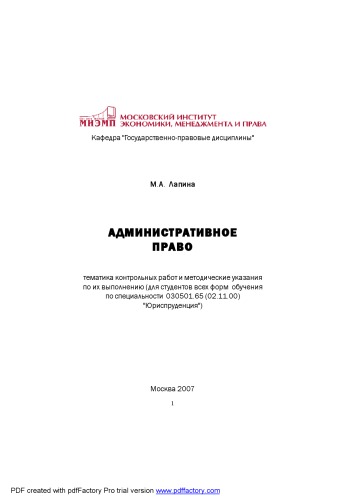 МИЭМП
МОСКОВСКИЙ ИНСТИТУТ
ЭКОНОМИКИ, МЕНЕДЖМЕНТА И ПРАВА
Кафедра "Государственно-правовые дисциплины"
М.А. Лапина
АДМИНИСТРАТИВНОЕ
ПРАВО
тематика контрольных работ и методические указания
по их выполнению (для студентов всех форм обучения
по специальности 030501.65 (02.11.00)
"Юриспруденция")
Москва 2007
1
PDF created with pdfFactory Pro trial version www.pdffactory.com